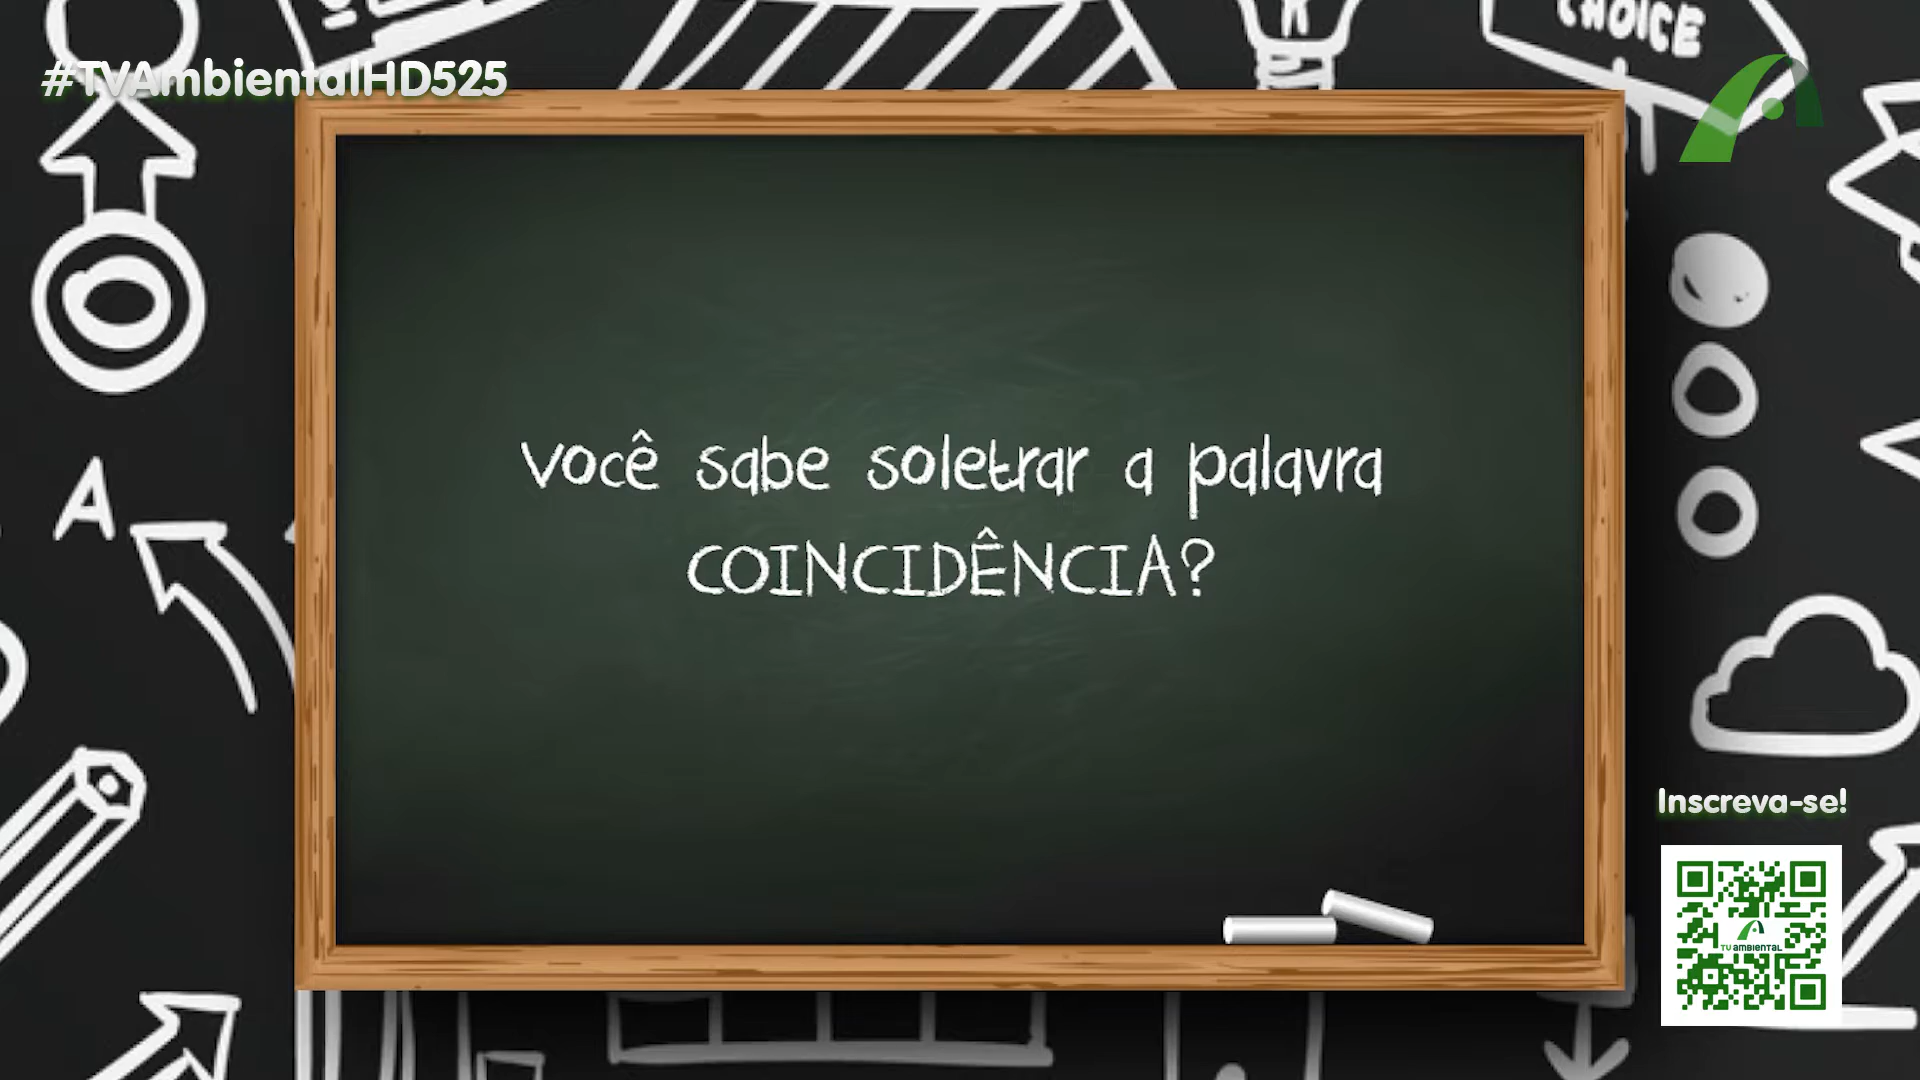 CHOICE
#TVAmbientalHD525
A
Você sabe soletrar a palavra
COINCIDÊNCIA?
Inscreva-se!
TV AMBIENTAL